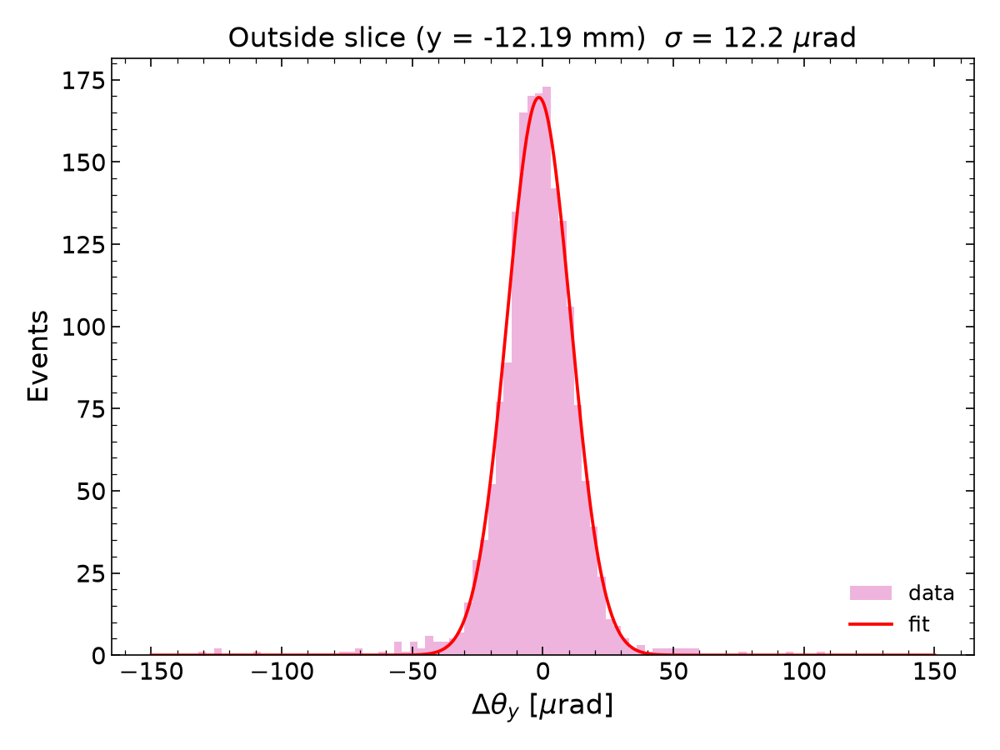 Outside slice (y = -12.19 mm)  σ = 12.2 μrad
Events
175
150
125
100
75
50
25
0
−150 −100 −50 0 50 100 150
data
fit
Δθy [μrad]